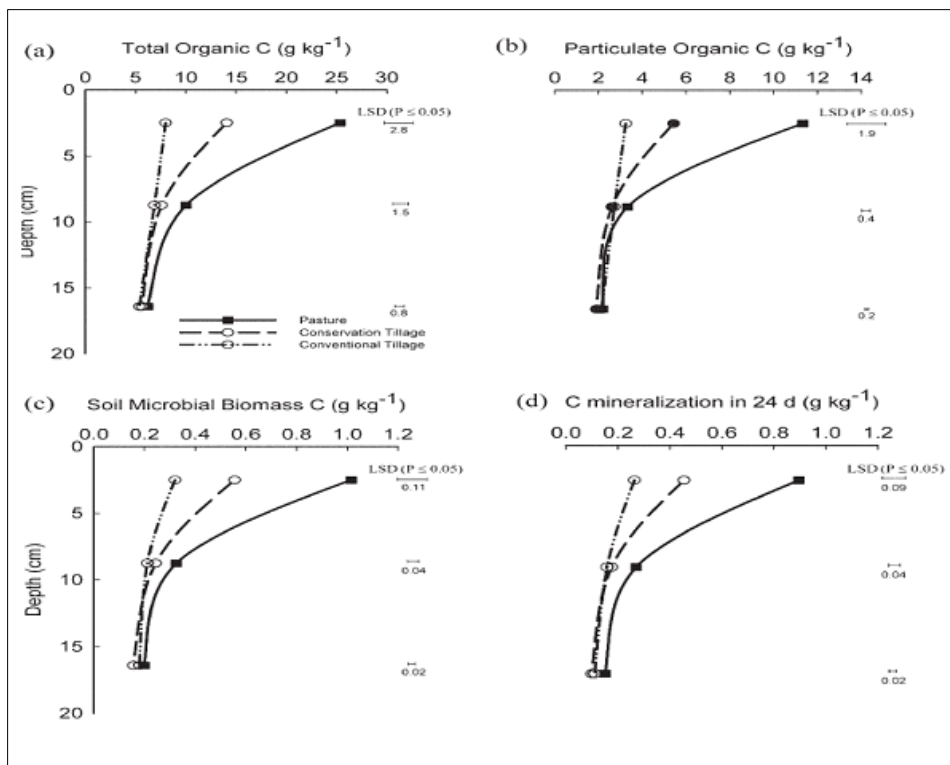 (a) Total Organic C (g kg⁻¹)
0 5 10 15 20 25 30
0
5
10
15
20
Depth (cm)
LSD (P ≤ 0.05)
2.8
1.5
0.8
Pasture
Conservation Tillage
Conventional Tillage
(b) Particulate Organic C (g kg⁻¹)
0 2 4 6 8 10 12 14
LSD (P ≤ 0.05)
1.9
0.4
0.2
(c) Soil Microbial Biomass C (g kg⁻¹)
0.0 0.2 0.4 0.6 0.8 1.0 1.2
0
5
10
15
20
Depth (cm)
LSD (P ≤ 0.05)
0.11
0.04
0.02
(d) C mineralization in 24 d (g kg⁻¹)
0.0 0.2 0.4 0.6 0.8 1.0 1.2
LSD (P ≤ 0.05)
0.09
0.04
0.02